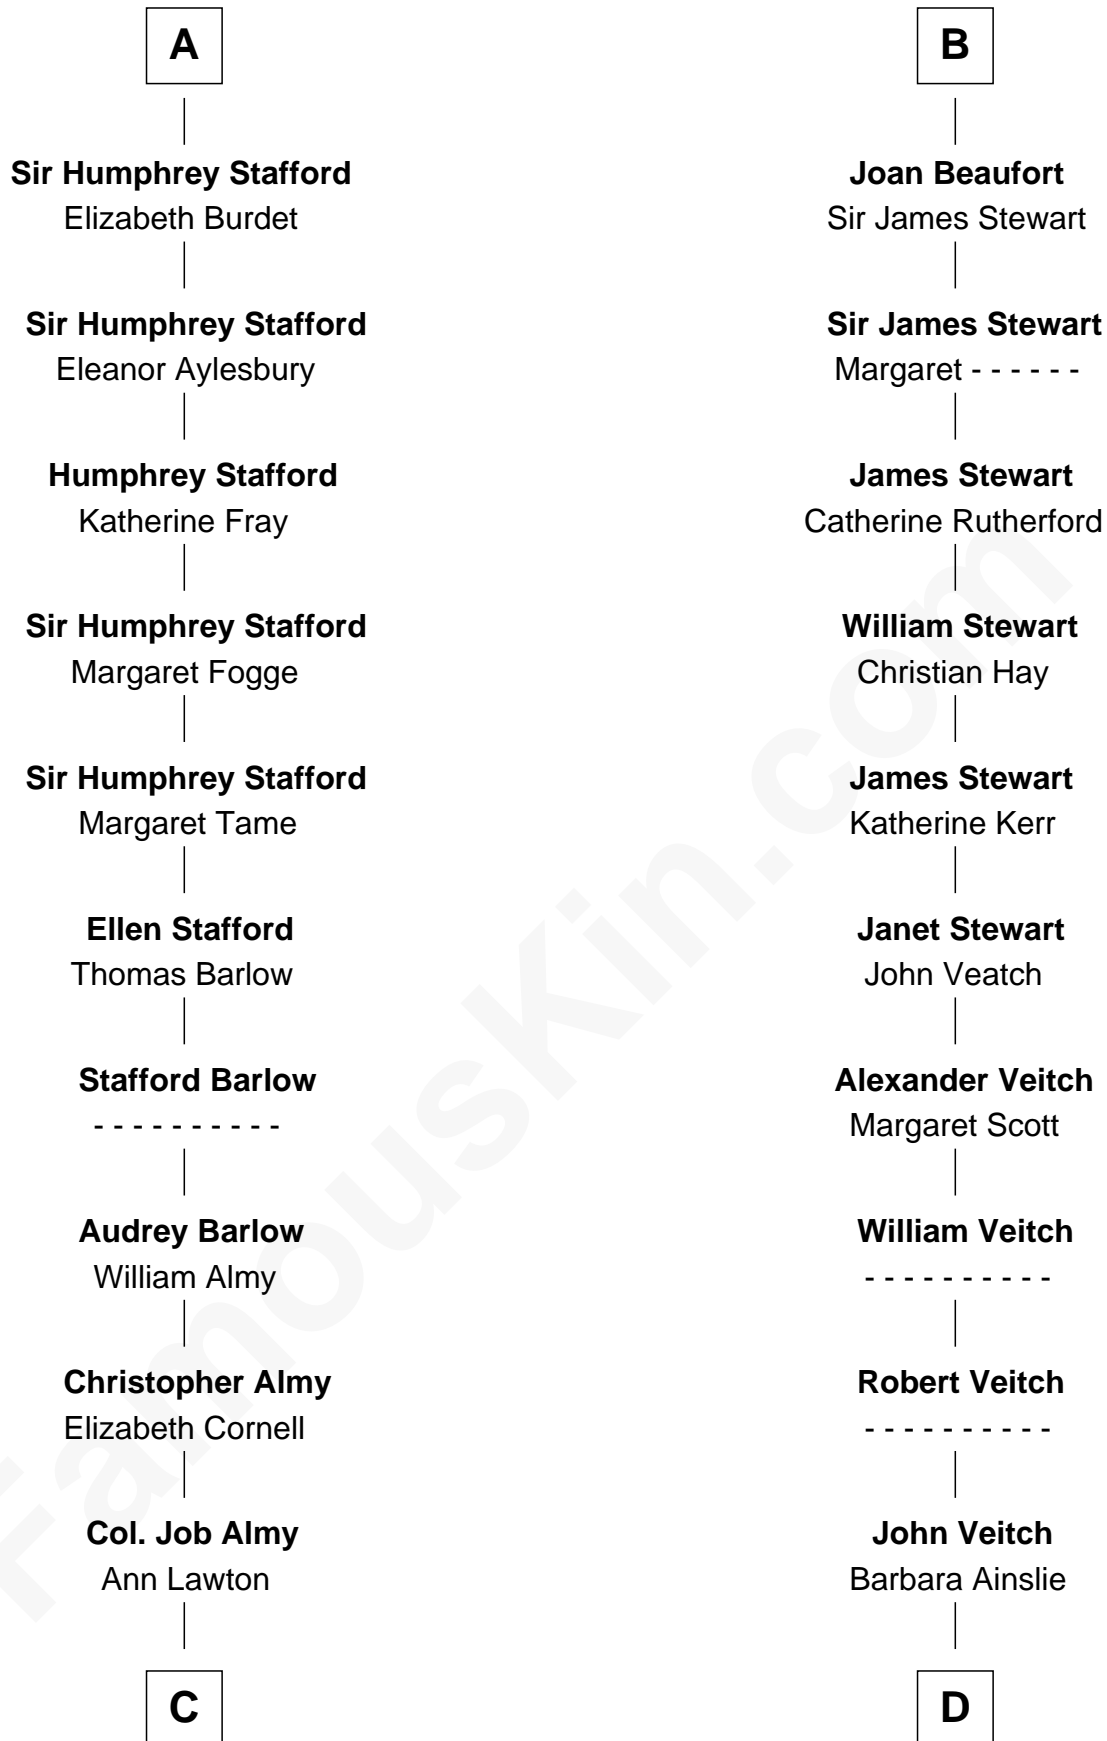 A
Sir Humphrey Stafford
Elizabeth Burdet
Sir Humphrey Stafford
Eleanor Aylesbury
Humphrey Stafford
Katherine Fray
Sir Humphrey Stafford
Margaret Fogge
Sir Humphrey Stafford
Margaret Tame
Ellen Stafford
Thomas Barlow
Stafford Barlow
- - - - - - - - - -
Audrey Barlow
William Almy
Christopher Almy
Elizabeth Cornell
Col. Job Almy
Ann Lawton
C
B
Joan Beaufort
Sir James Stewart
Sir James Stewart
Margaret - - - - - -
James Stewart
Catherine Rutherford
William Stewart
Christian Hay
James Stewart
Katherine Kerr
Janet Stewart
John Veatch
Alexander Veitch
Margaret Scott
William Veitch
- - - - - - - - - -
Robert Veitch
- - - - - - - - - -
John Veitch
Barbara Ainslie
D
FamousKin.com